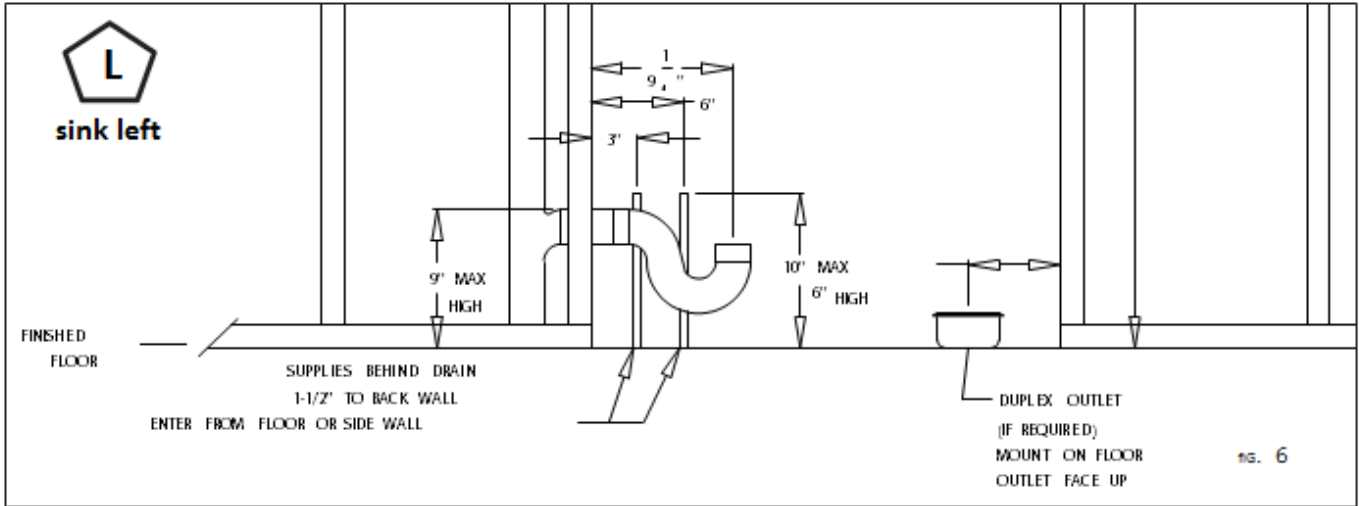 L
sink left
1
9 4 "
6"
3"
9" MAX
HIGH
10" MAX
6" HIGH
FINISHED
FLOOR
SUPPLIES BEHIND DRAIN
1-1/2" TO BACK WALL
ENTER FROM FLOOR OR SIDE WALL
DUPLEX OUTLET
(IF REQUIRED)
MOUNT ON FLOOR
OUTLET FACE UP
FIG. 6